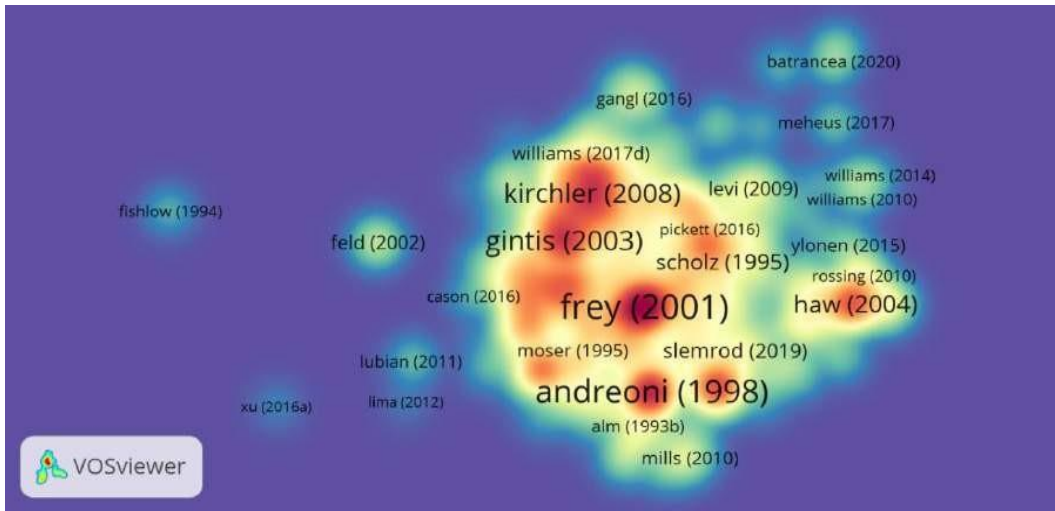 batrancea (2020)
gangl (2016)
meheus (2017)
williams (2017d)
williams (2014)
kirchler (2008)
levi (2009)
williams (2010)
fishlow (1994)
pickett (2016)
feld (2002)
gintis (2003)
ylonen (2015)
scholz (1995)
rossing (2010)
cason (2016)
frey (2001)
haw (2004)
moser (1995)
slemrod (2019)
lubian (2011)
andreoni (1998)
xu (2016a)
lima (2012)
alm (1993b)
mills (2010)
VOSviewer